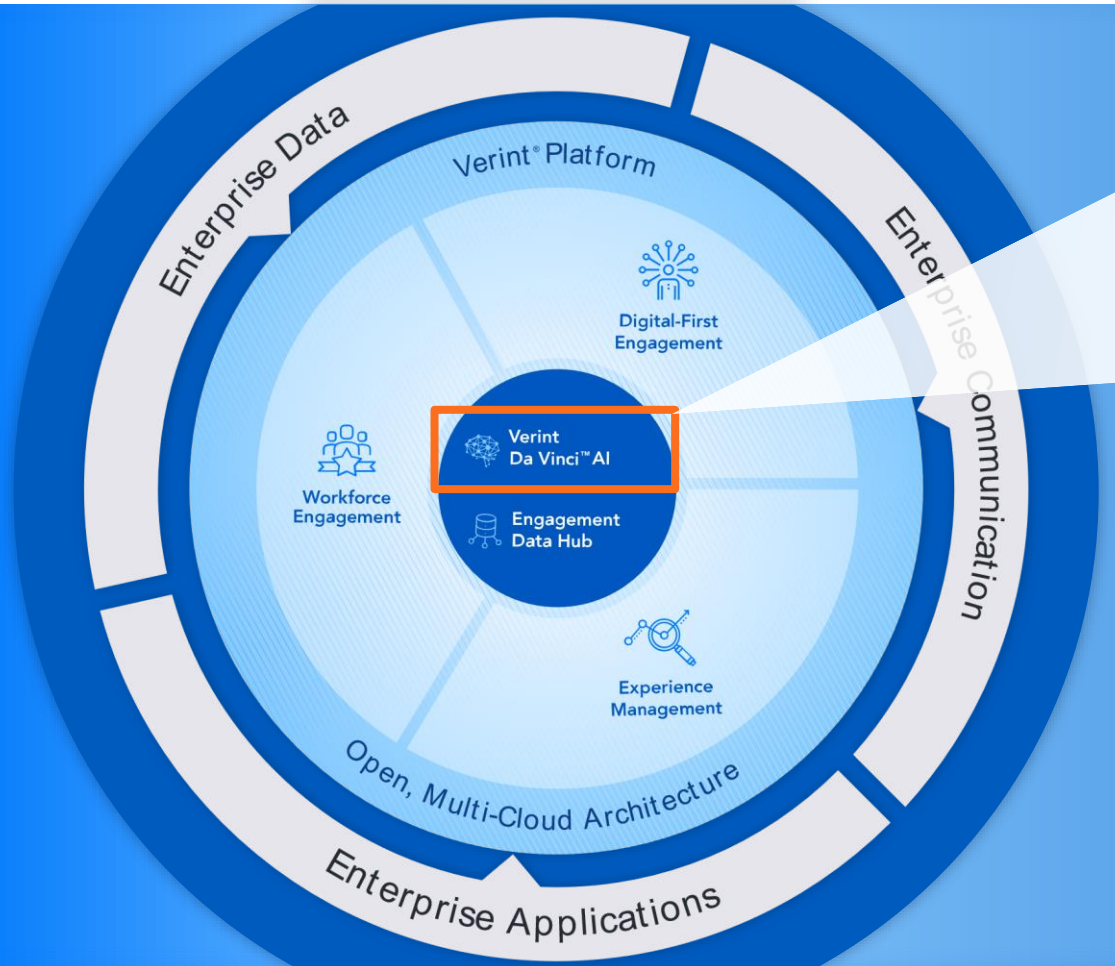 Enterprise Data
Verint® Platform
Enterprise Communication
Digital-First
Engagement
Verint
Da Vinci™ AI
Workforce
Engagement
Engagement
Data Hub
Experience
Management
Open, Multi-Cloud Architecture
Enterprise Applications